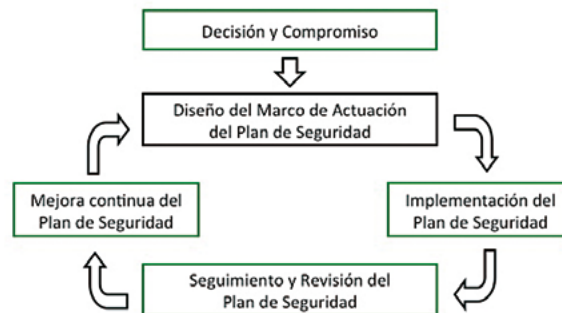 Decisión y Compromiso
Diseño del Marco de Actuación
del Plan de Seguridad
Mejora continua del
Plan de Seguridad
Implementación del
Plan de Seguridad
Seguimiento y Revisión del
Plan de Seguridad